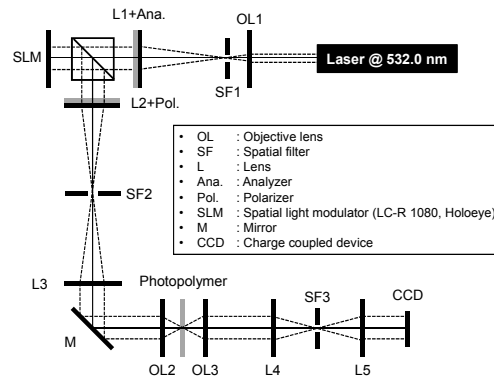 L1+Ana.
OL1
SLM
Laser @ 532.0 nm
SF1
L2+Pol.
• OL : Objective lens
• SF : Spatial filter
• L : Lens
• Ana. : Analyzer
• Pol. : Polarizer
• SLM : Spatial light modulator (LC-R 1080, Holoeye)
• M : Mirror
• CCD : Charge coupled device
SF2
L3
Photopolymer
SF3
CCD
M
OL2
OL3
L4
L5